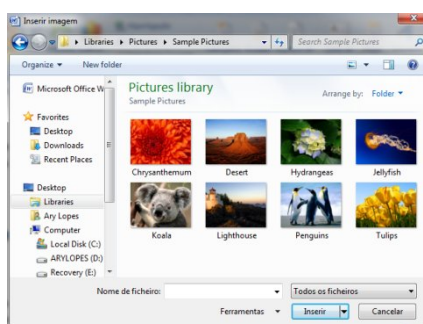 Inserir imagem
Libraries ▸ Pictures ▸ Sample Pictures
Search Sample Pictures
Organize
New folder
Microsoft Office W
Pictures library
Sample Pictures
Arrange by: Folder
Favorites
Desktop
Downloads
Recent Places
Chrysanthemum
Desert
Hydrangeas
Jellyfish
Desktop
Libraries
Ary Lopes
Computer
Local Disk (C:)
ARYLOPES (D:)
Recovery (E:)
Koala
Lighthouse
Penguins
Tulips
Nome de ficheiro:
Todos os ficheiros
Ferramentas
Inserir
Cancelar